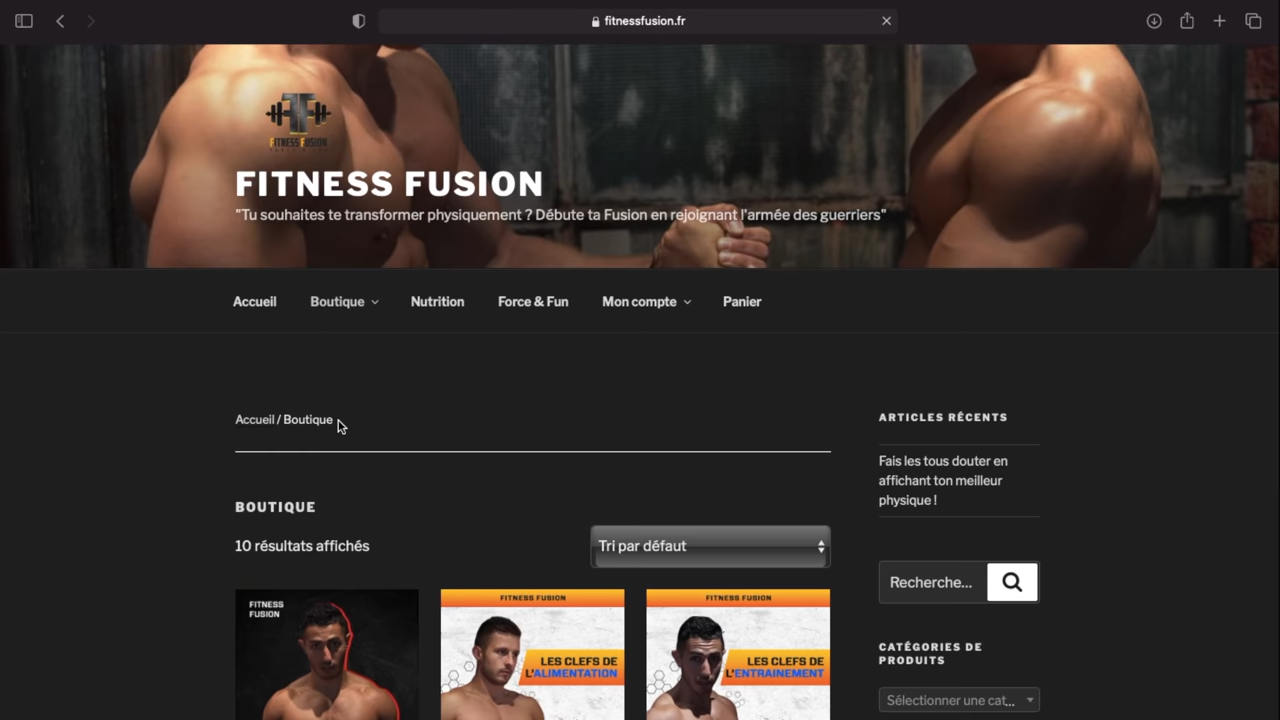 fitnessfusion.fr
FITNESS FUSION
FITNESS FUSION
"Tu souhaites te transformer physiquement ? Débute ta Fusion en rejoignant l'armée des guerriers"
Accueil Boutique Nutrition Force & Fun Mon compte Panier
Accueil / Boutique
BOUTIQUE
10 résultats affichés
Tri par défaut
FITNESS
FUSION
FITNESS FUSION
LES CLEFS DE
L'ALIMENTATION
FITNESS FUSION
LES CLEFS DE
L'ENTRAINEMENT
ARTICLES RÉCENTS
Fais les tous douter en
affichant ton meilleur
physique !
Recherche...
CATÉGORIES DE
PRODUITS
Sélectionner une cat...